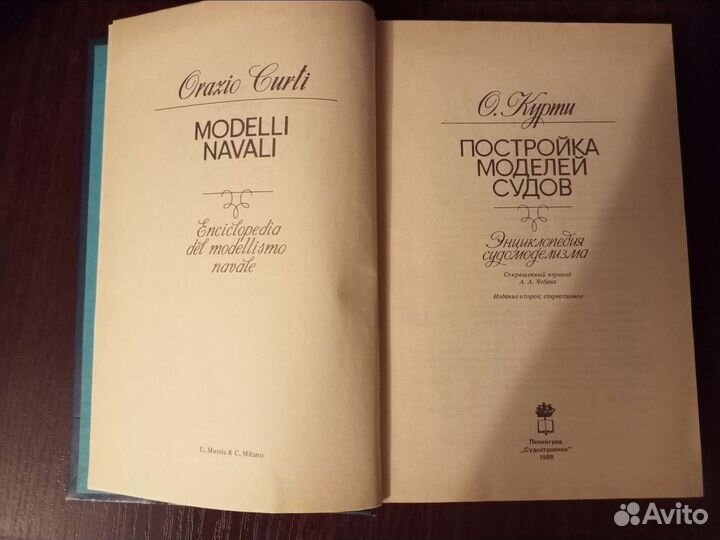 Orazio Curti
MODELLI
NAVALI
Enciclopedia
del modellismo
navale
U. Mursia & C. Milano
О. Курти
ПОСТРОЙКА
МОДЕЛЕЙ
СУДОВ
Энциклопедия
судомоделизма
Сокращенный перевод
А. А. Чебана
Издание второе, стереотипное
Ленинград
„Судостроение"
1988
Avito